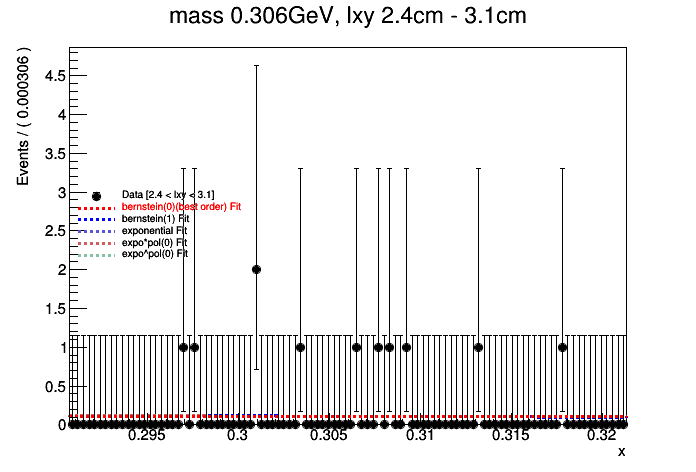 mass 0.306GeV, lxy 2.4cm - 3.1cm
Events / ( 0.000306 )
4.5
4
3.5
3
Data [2.4 < lxy < 3.1]
bernstein(0)(best order) Fit
bernstein(1) Fit
2.5
exponential Fit
expo*pol(0) Fit
expo^pol(0) Fit
2
1.5
1
0.5
0
0.295 0.3 0.305 0.31 0.315 0.32
x